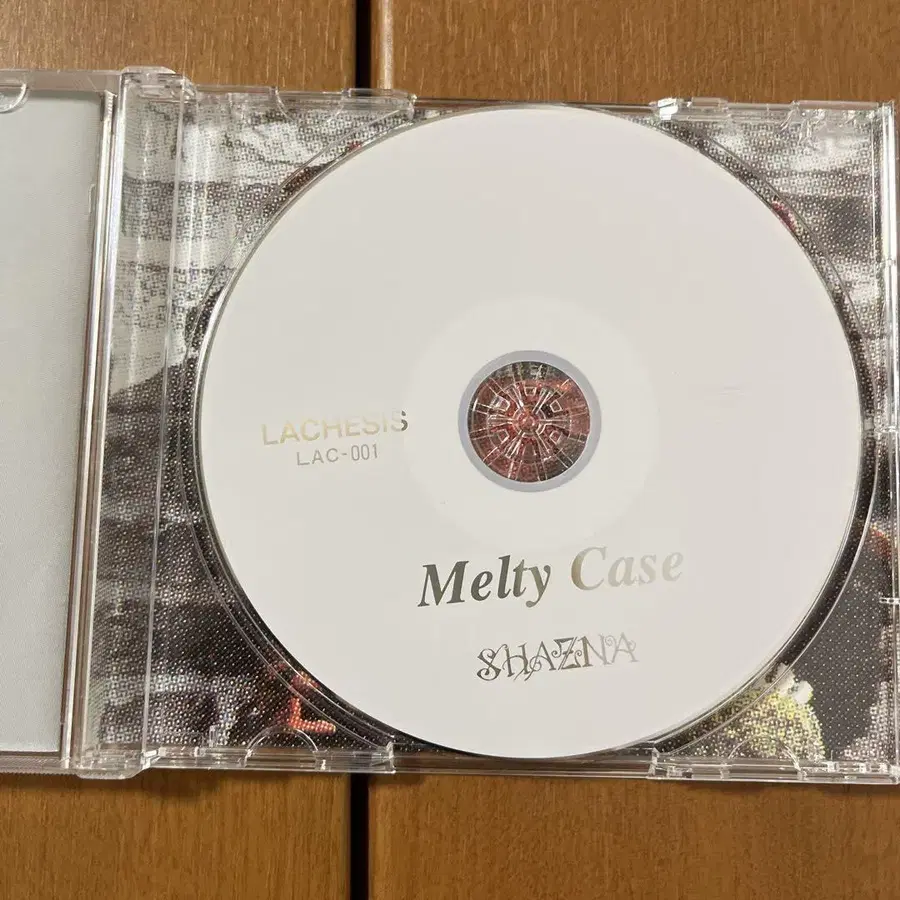 LACHESIS
LAC-001
Melty Case
SHAZNA